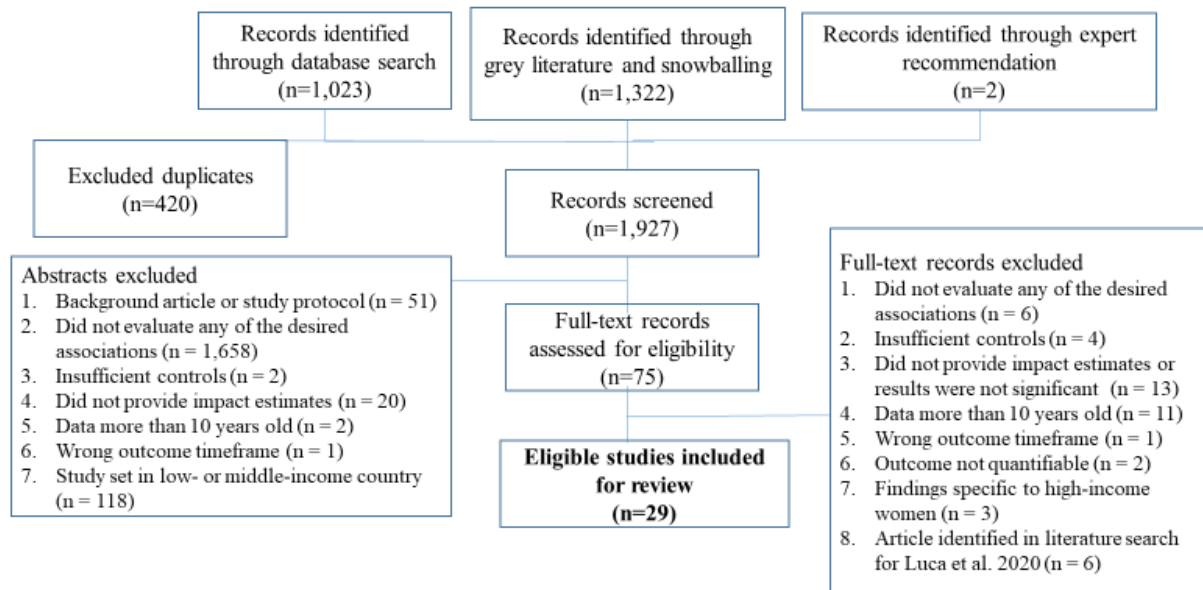 Records identified
through database search
(n=1,023)
Records identified through
grey literature and snowballing
(n=1,322)
Records identified through expert
recommendation
(n=2)
Excluded duplicates
(n=420)
Records screened
(n=1,927)
Abstracts excluded
1. Background article or study protocol (n = 51)
2. Did not evaluate any of the desired
associations (n = 1,658)
3. Insufficient controls (n = 2)
4. Did not provide impact estimates (n = 20)
5. Data more than 10 years old (n = 2)
6. Wrong outcome timeframe (n = 1)
7. Study set in low- or middle-income country
(n = 118)
Full-text records
assessed for eligibility
(n=75)
Full-text records excluded
1. Did not evaluate any of the desired
associations (n = 6)
2. Insufficient controls (n = 4)
3. Did not provide impact estimates or
results were not significant (n = 13)
4. Data more than 10 years old (n = 11)
5. Wrong outcome timeframe (n = 1)
6. Outcome not quantifiable (n = 2)
7. Findings specific to high-income
women (n = 3)
8. Article identified in literature search
for Luca et al. 2020 (n = 6)
Eligible studies included
for review
(n=29)